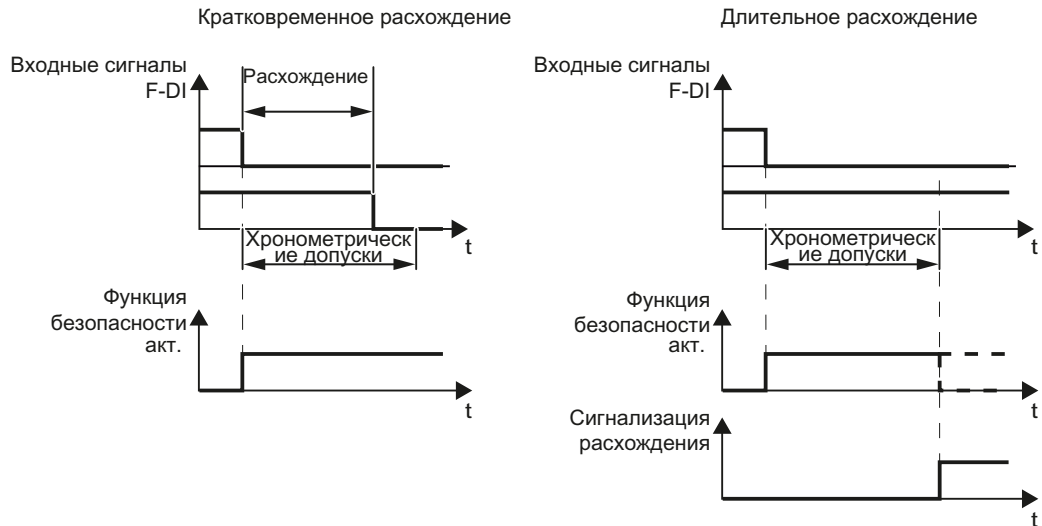 Кратковременное расхождение
Входные сигналы
F-DI
Расхождение
t
Хронометрическ
ие допуски
Функция
безопасности
акт.
t
Длительное расхождение
Входные сигналы
F-DI
t
Хронометрическ
ие допуски
Функция
безопасности
акт.
t
Сигнализация
расхождения
t